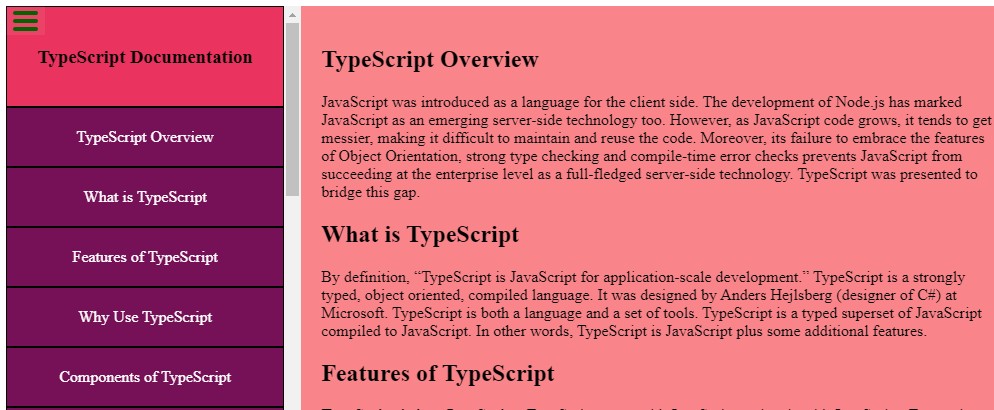 TypeScript Documentation
TypeScript Overview
What is TypeScript
Features of TypeScript
Why Use TypeScript
Components of TypeScript
TypeScript Overview
JavaScript was introduced as a language for the client side. The development of Node.js has marked
JavaScript as an emerging server-side technology too. However, as JavaScript code grows, it tends to get
messier, making it difficult to maintain and reuse the code. Moreover, its failure to embrace the features
of Object Orientation, strong type checking and compile-time error checks prevents JavaScript from
succeeding at the enterprise level as a full-fledged server-side technology. TypeScript was presented to
bridge this gap.
What is TypeScript
By definition, “TypeScript is JavaScript for application-scale development.” TypeScript is a strongly
typed, object oriented, compiled language. It was designed by Anders Hejlsberg (designer of C#) at
Microsoft. TypeScript is both a language and a set of tools. TypeScript is a typed superset of JavaScript
compiled to JavaScript. In other words, TypeScript is JavaScript plus some additional features.
Features of TypeScript